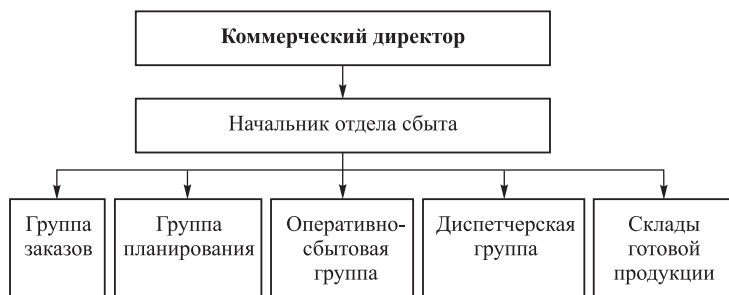 Коммерческий директор
Начальник отдела сбыта
Группа
заказов
Группа
планирования
Оперативно-
сбытовая
группа
Диспетчерская
группа
Склады
готовой
продукции